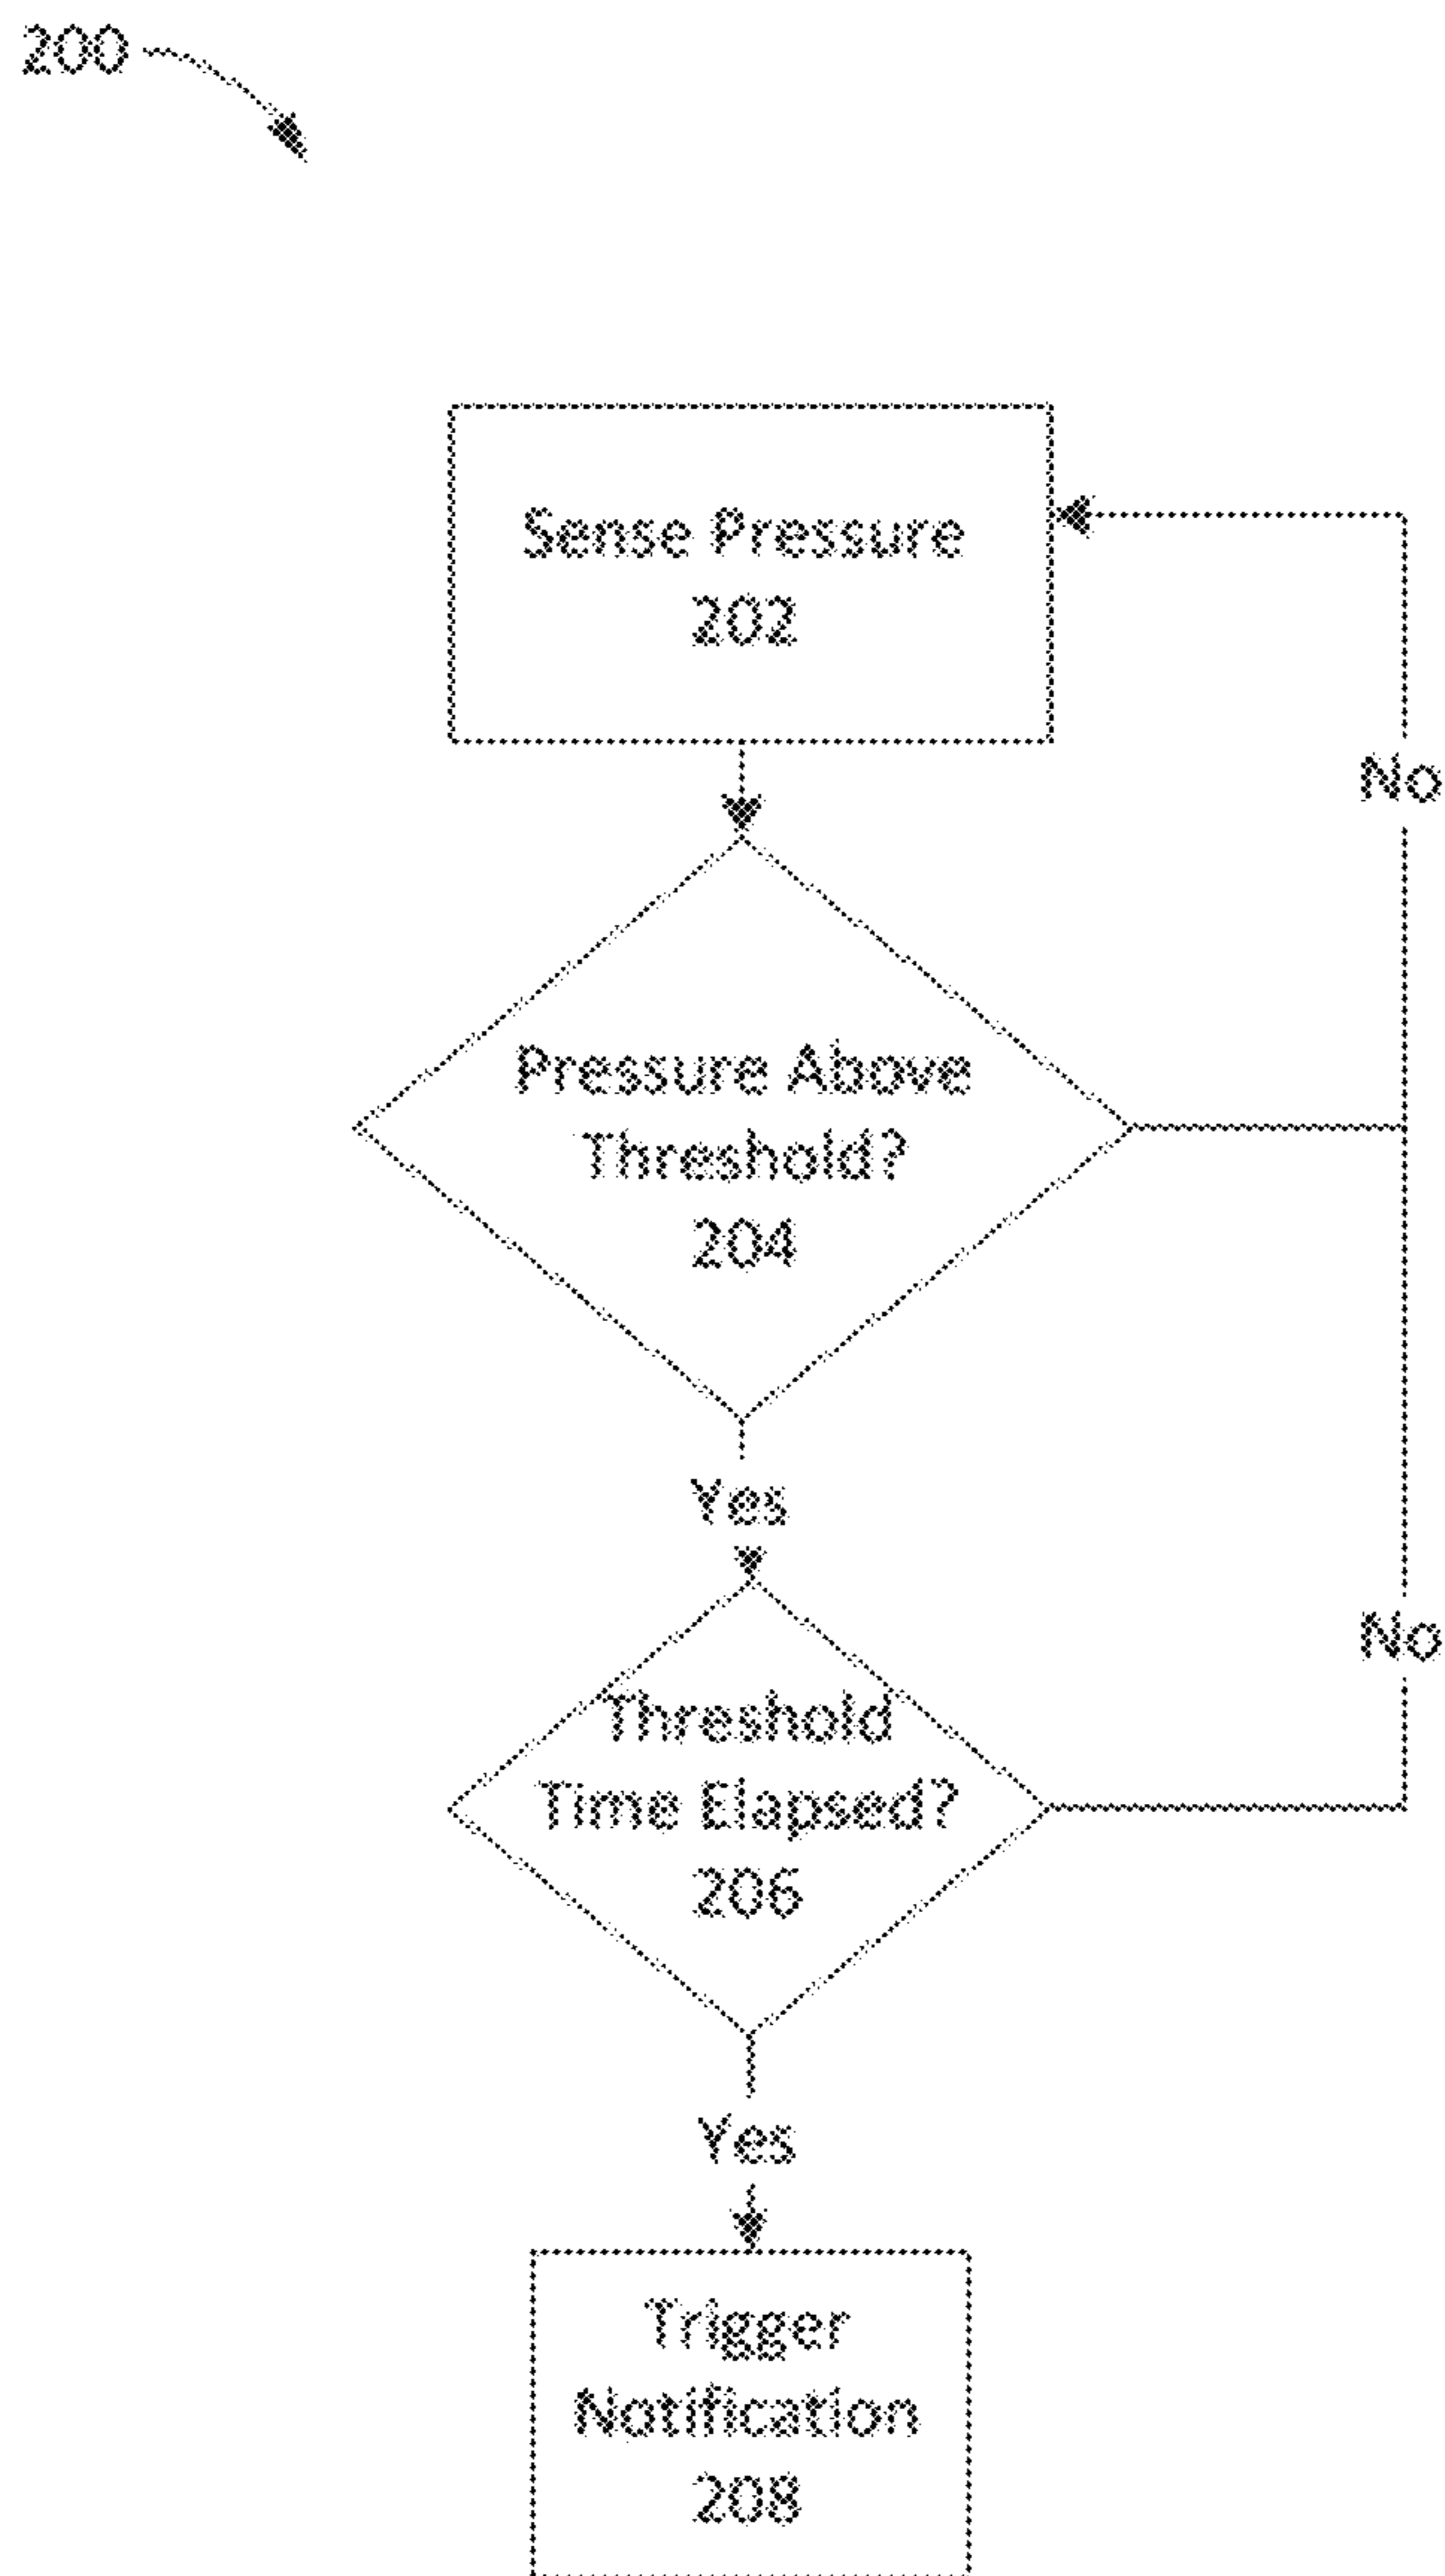 200
Sense Pressure
202
No
Pressure Above
Threshold?
204
Yes
No
Threshold
Time Elapsed?
206
Yes
Trigger
Notification
208